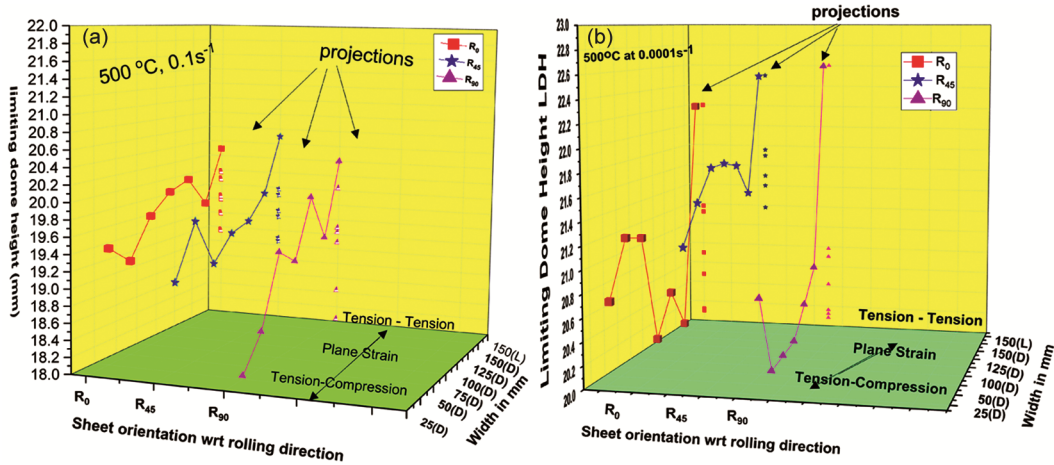 (a)
500 °C, 0.1s⁻¹
projections
R₀
R₄₅
R₉₀
limiting dome height (mm)
22.0
21.8
21.6
21.4
21.2
21.0
20.8
20.6
20.4
20.2
20.0
19.8
19.6
19.4
19.2
19.0
18.8
18.6
18.4
18.2
18.0
Tension - Tension
Plane Strain
Tension-Compression
150(L)
150(D)
125(D)
100(D)
75(D)
50(D)
25(D)
Width in mm
R₀
R₄₅
R₉₀
Sheet orientation wrt rolling direction
projections
(b)
500°C at 0.0001s⁻¹
R₀
R₄₅
R₉₀
Limiting Dome Height LDH
23.0
22.8
22.6
22.4
22.2
22.0
21.8
21.6
21.4
21.2
21.0
20.8
20.6
20.4
20.2
20.0
Tension - Tension
Plane Strain
Tension-Compression
150(L)
150(D)
125(D)
100(D)
50(D)
25(D)
Width in mm
R₀
R₄₅
R₉₀
Sheet orientation wrt rolling direction